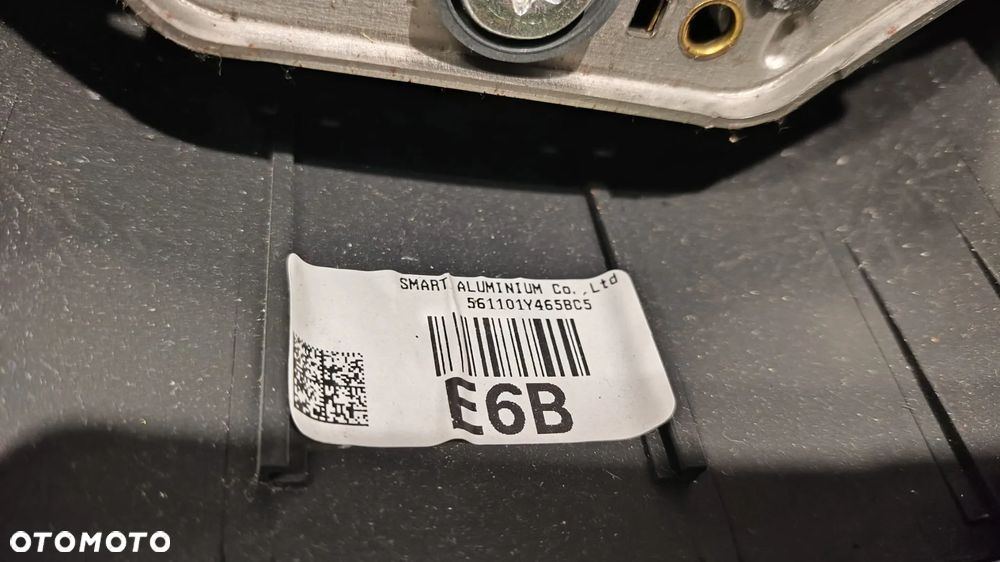 SMART ALUMINIUM Co.,Ltd
561101Y465BC5
E6B
OTOMOTO